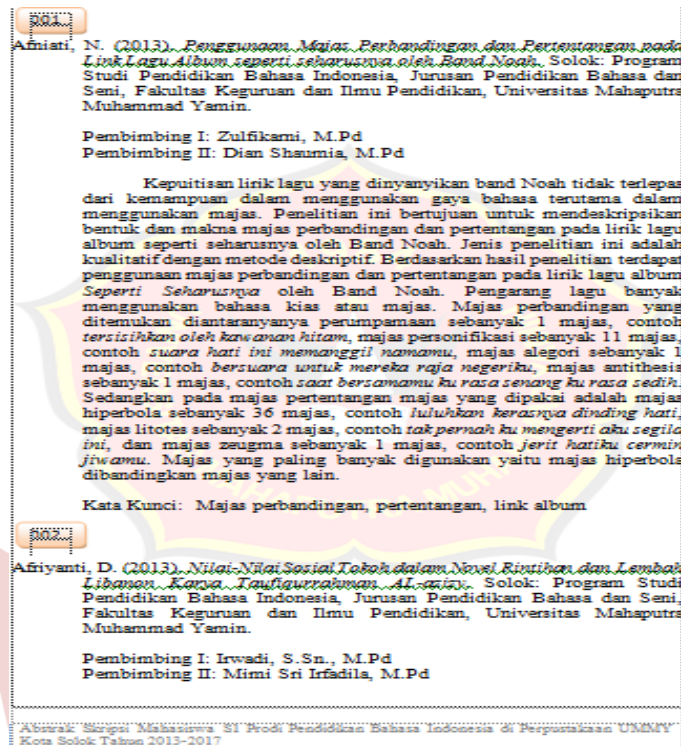 001
Afniati, N. (2013). Penggunaan Majas Perbandingan dan Pertentangan pada
Link Lagu Album seperti seharusnya oleh Band Noah. Solok: Program
Studi Pendidikan Bahasa Indonesia, Jurusan Pendidikan Bahasa dan
Seni, Fakultas Keguruan dan Ilmu Pendidikan, Universitas Mahaputra
Muhammad Yamin.
Pembimbing I: Zulfikarni, M.Pd
Pembimbing II: Dian Shaumia, M.Pd
Kepuitisan lirik lagu yang dinyanyikan band Noah tidak terlepas
dari kemampuan dalam menggunakan gaya bahasa terutama dalam
menggunakan majas. Penelitian ini bertujuan untuk mendeskripsikan
bentuk dan makna majas perbandingan dan pertentangan pada lirik lagu
album seperti seharusnya oleh Band Noah. Jenis penelitian ini adalah
kualitatif dengan metode deskriptif. Berdasarkan hasil penelitian terdapat
penggunaan majas perbandingan dan pertentangan pada lirik lagu album
Seperti Seharusnya oleh Band Noah. Pengarang lagu banyak
menggunakan bahasa kias atau majas. Majas perbandingan yang
ditemukan diantaranyanya perumpamaan sebanyak 1 majas, contoh
tersisihkan oleh kawanan hitam, majas personifikasi sebanyak 11 majas,
contoh suara hati ini memanggil namamu, majas alegori sebanyak 1
majas, contoh bersuara untuk mereka raja negeriku, majas antithesis
sebanyak 1 majas, contoh saat bersamamu ku rasa senang ku rasa sedih.
Sedangkan pada majas pertentangan majas yang dipakai adalah majas
hiperbola sebanyak 36 majas, contoh luluhkan kerasnya dinding hati,
majas litotes sebanyak 2 majas, contoh tak pernah ku mengerti aku segila
ini, dan majas zeugma sebanyak 1 majas, contoh jerit hatiku cermin
jiwamu. Majas yang paling banyak digunakan yaitu majas hiperbola
dibandingkan majas yang lain.
Kata Kunci: Majas perbandingan, pertentangan, link album
002
Afriyanti, D. (2013). Nilai-Nilai Sosial Tokoh dalam Novel Rintihan dan Lembah
Libanon Karya Taufiqurrahman AL-azizy. Solok: Program Studi
Pendidikan Bahasa Indonesia, Jurusan Pendidikan Bahasa dan Seni,
Fakultas Keguruan dan Ilmu Pendidikan, Universitas Mahaputra
Muhammad Yamin.
Pembimbing I: Irwadi, S.Sn., M.Pd
Pembimbing II: Mimi Sri Irfadila, M.Pd
Abstrak Skripsi Mahasiswa S1 Prodi Pendidikan Bahasa Indonesia di Perpustakaan UMMY
Kota Solok Tahun 2013-2017